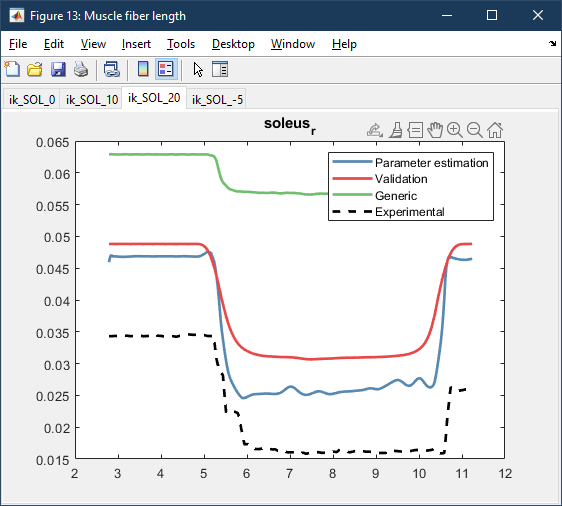 Figure 13: Muscle fiber length
File Edit View Insert Tools Desktop Window Help
ik_SOL_0 ik_SOL_10 ik_SOL_20 ik_SOL_-5
soleus_r
0.065
0.06
0.055
0.05
0.045
0.04
0.035
0.03
0.025
0.02
0.015
Parameter estimation
Validation
Generic
Experimental
2 3 4 5 6 7 8 9 10 11 12